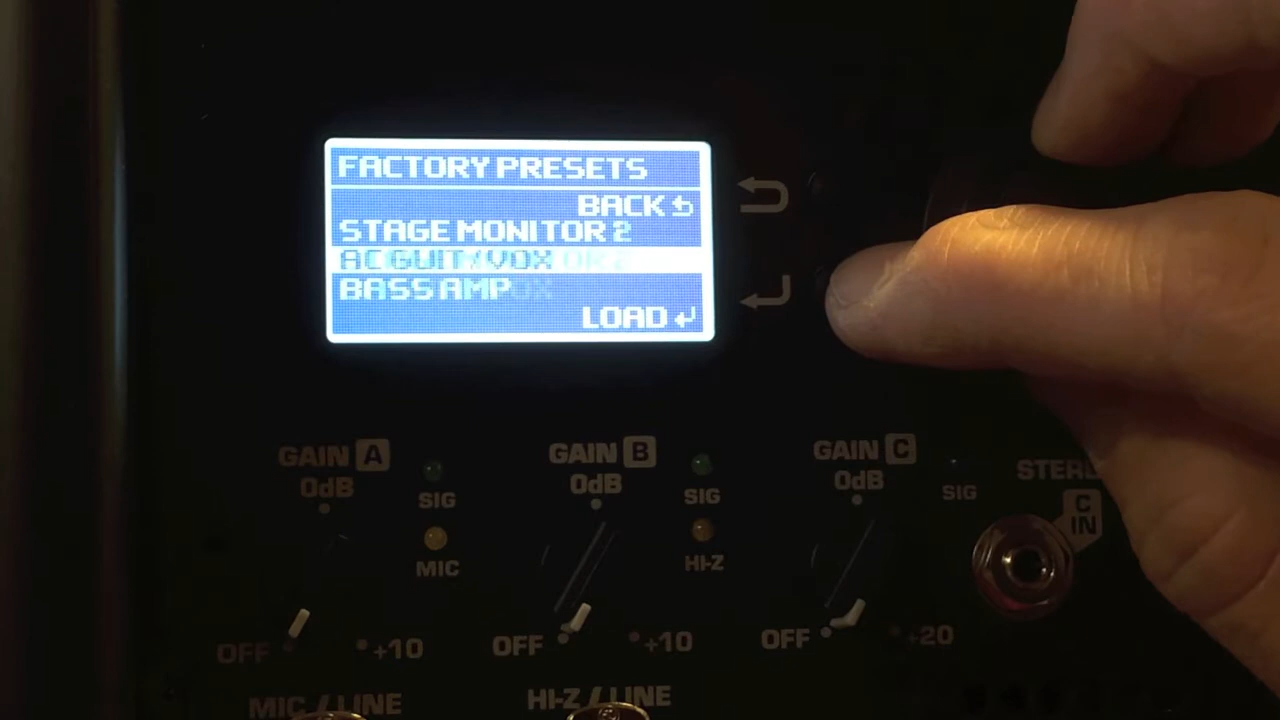 FACTORY PRESETS
BACK
STAGE MONITOR 2
AC GUIT/VOX
BASS AMP
LOAD
GAIN A
0dB
SIG
MIC
OFF
+10
MIC / LINE
GAIN B
0dB
SIG
HI-Z
OFF
+10
HI-Z / LINE
GAIN C
0dB
SIG
OFF
+20
C
IN